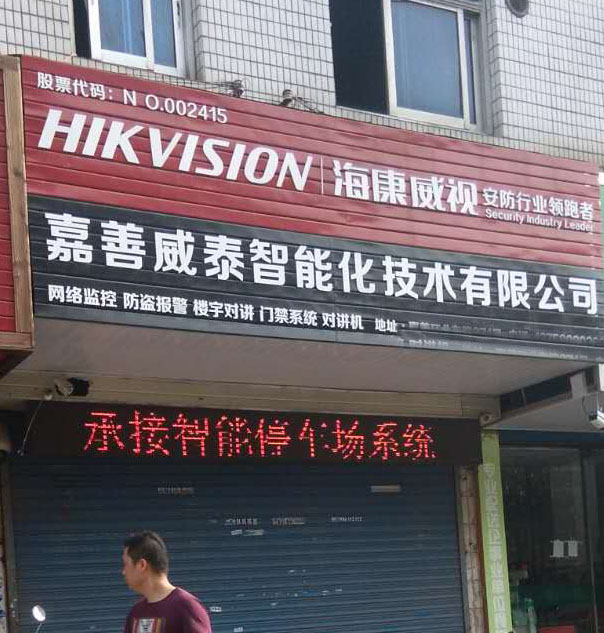 股票代码：N O.002415
HIKVISION 海康威视 安防行业领跑者
Security Industry Leader
嘉善威泰智能化技术有限公司
网络监控 防盗报警 楼宇对讲 门禁系统 对讲机 地址：
承接智能停车场系统